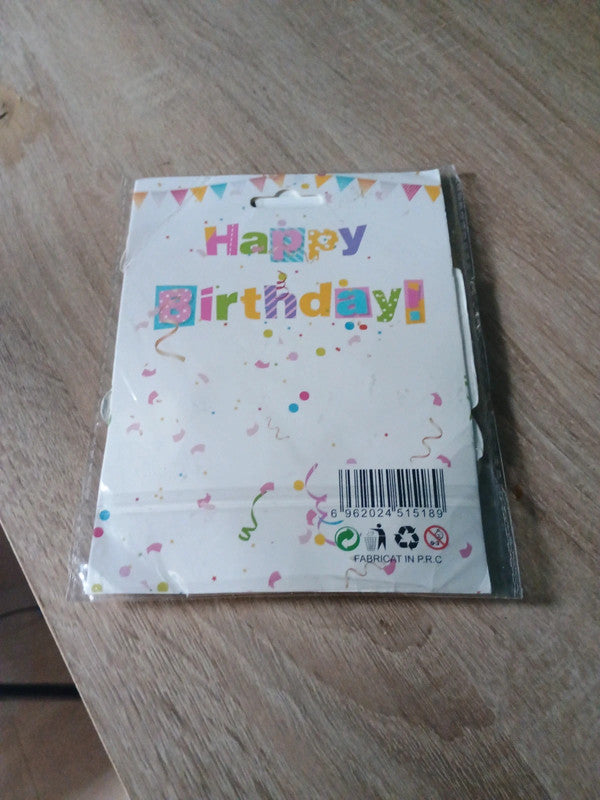 Happy
Birthday!
6 962024 515189
FABRICAT IN P.R.C